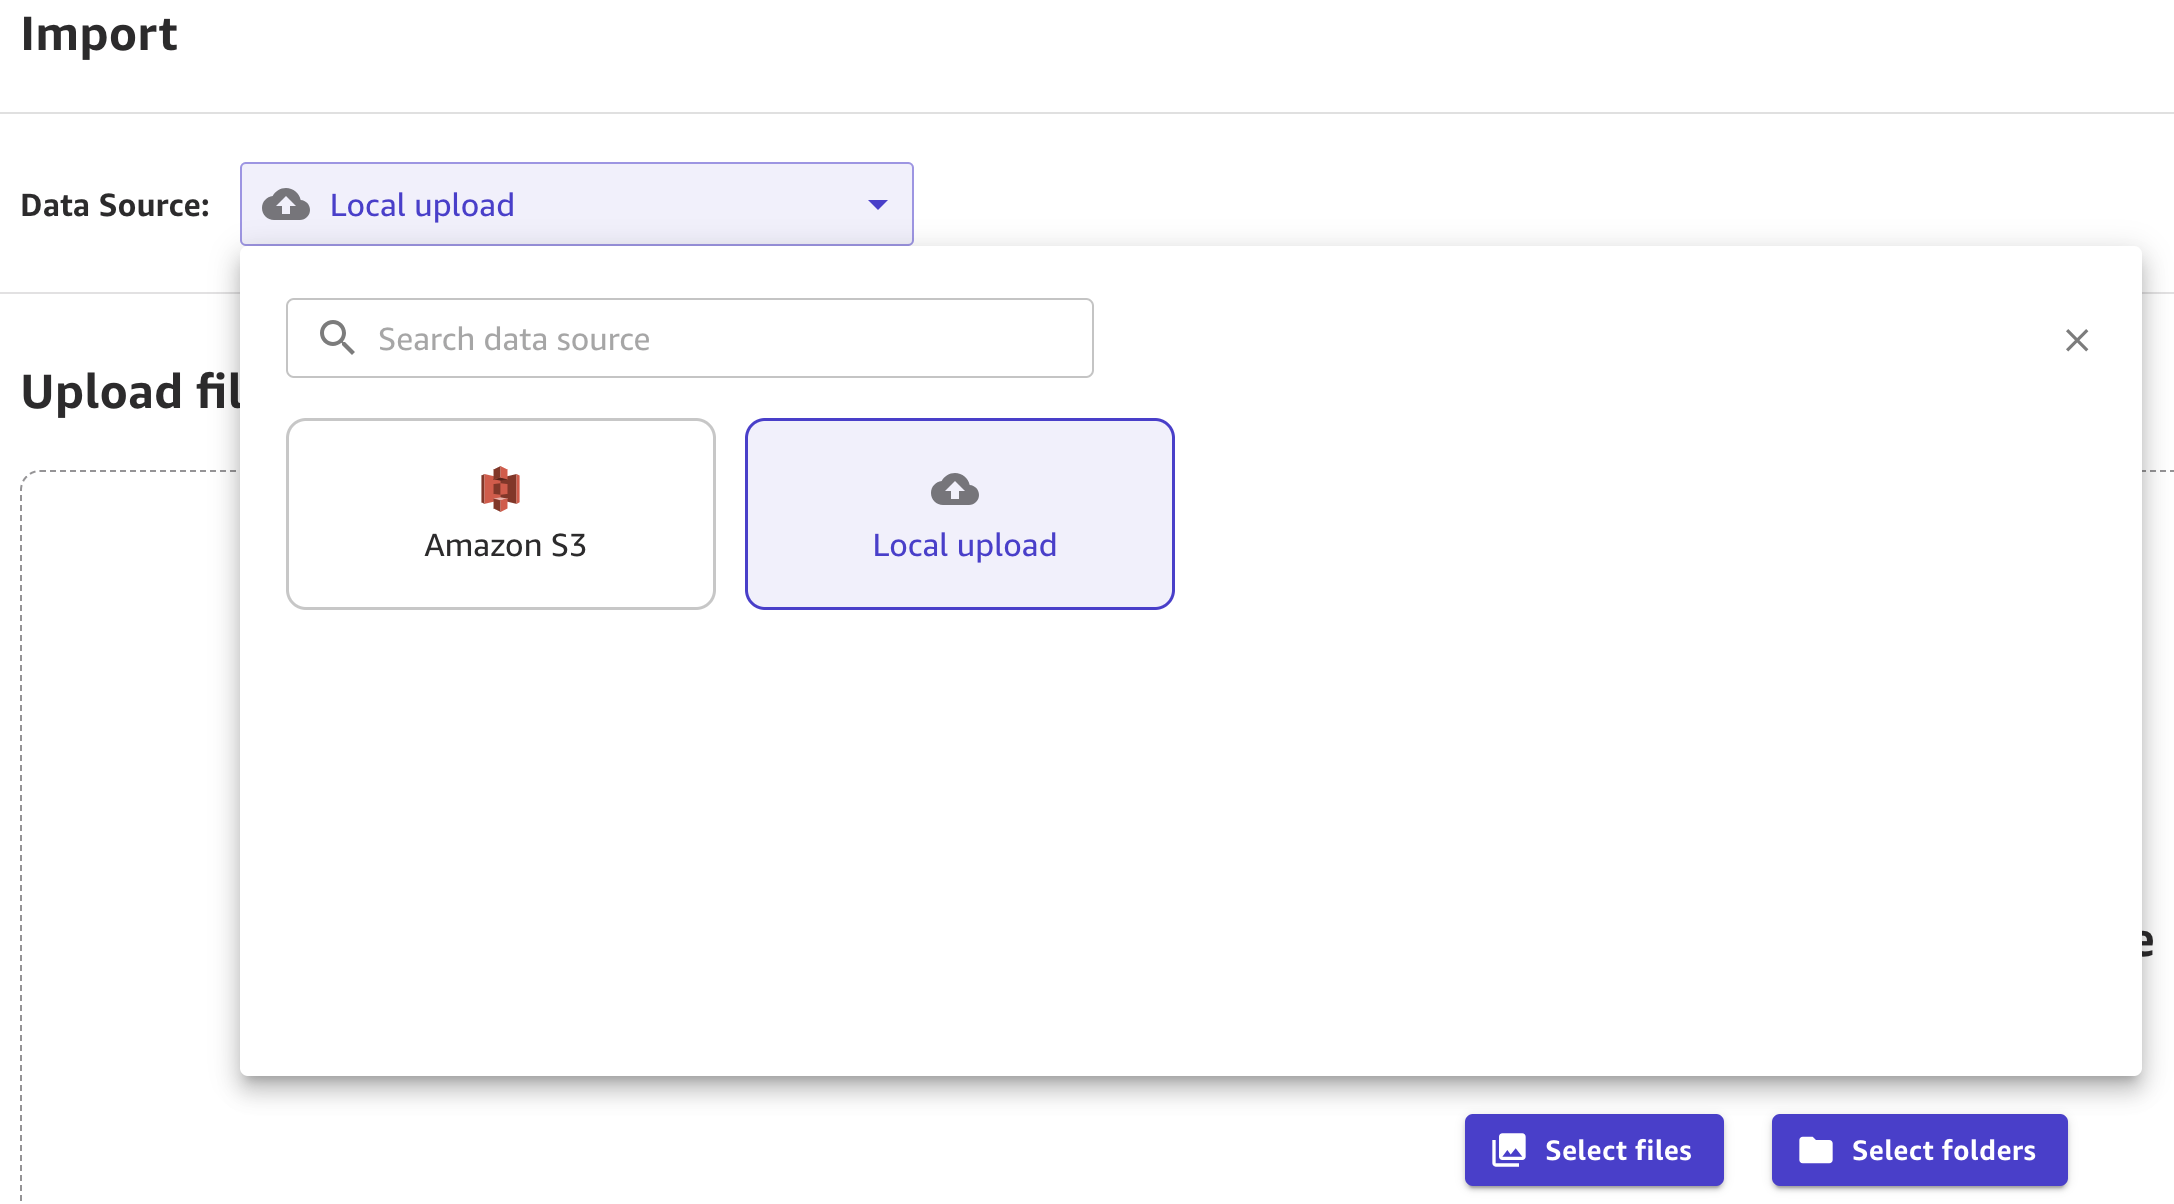 Import
Data Source:
Local upload
Search data source
Upload fil
Amazon S3
Local upload
e
Select files
Select folders